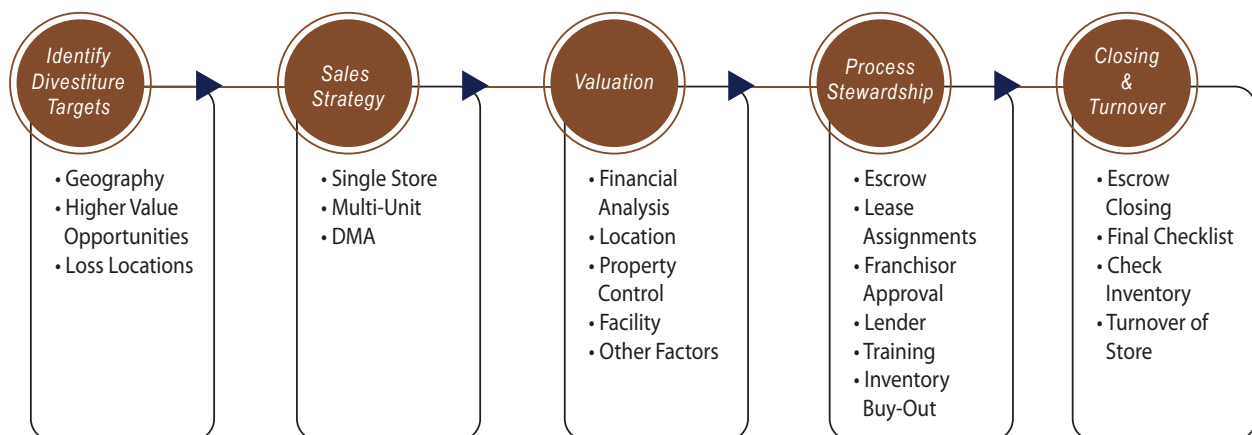 Identify
Divestiture
Targets
• Geography
• Higher Value
Opportunities
• Loss Locations
Sales
Strategy
• Single Store
• Multi-Unit
• DMA
Valuation
• Financial
Analysis
• Location
• Property
Control
• Facility
• Other Factors
Process
Stewardship
• Escrow
• Lease
Assignments
• Franchisor
Approval
• Lender
• Training
• Inventory
Buy-Out
Closing
&
Turnover
• Escrow
Closing
• Final Checklist
• Check
Inventory
• Turnover of
Store